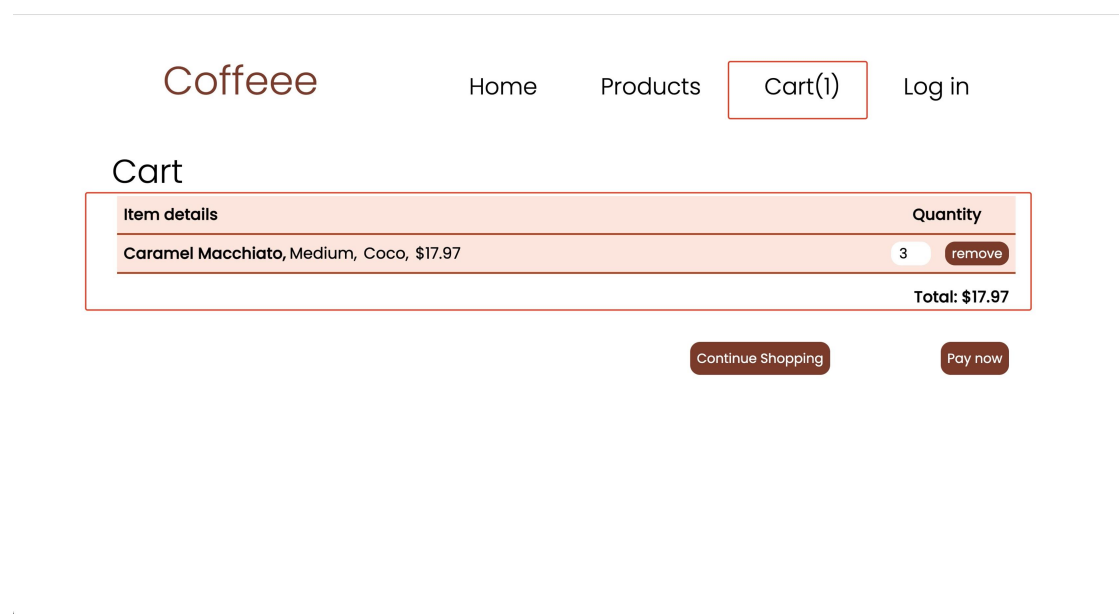 Coffeee Home Products Cart(1) Log in
Cart
Item details Quantity
Caramel Macchiato, Medium, Coco, $17.97 3 remove
Total: $17.97
Continue Shopping Pay now